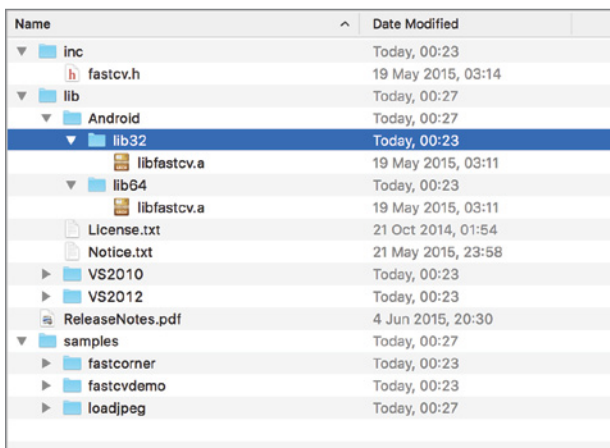 Name Date Modified
inc Today, 00:23
h fastcv.h 19 May 2015, 03:14
lib Today, 00:27
Android Today, 00:27
lib32 Today, 00:23
libfastcv.a 19 May 2015, 03:11
lib64 Today, 00:23
libfastcv.a 19 May 2015, 03:11
License.txt 21 Oct 2014, 01:54
Notice.txt 21 May 2015, 23:58
VS2010 Today, 00:23
VS2012 Today, 00:23
ReleaseNotes.pdf 4 Jun 2015, 20:30
samples Today, 00:27
fastcorner Today, 00:23
fastcvdemo Today, 00:23
loadjpeg Today, 00:27